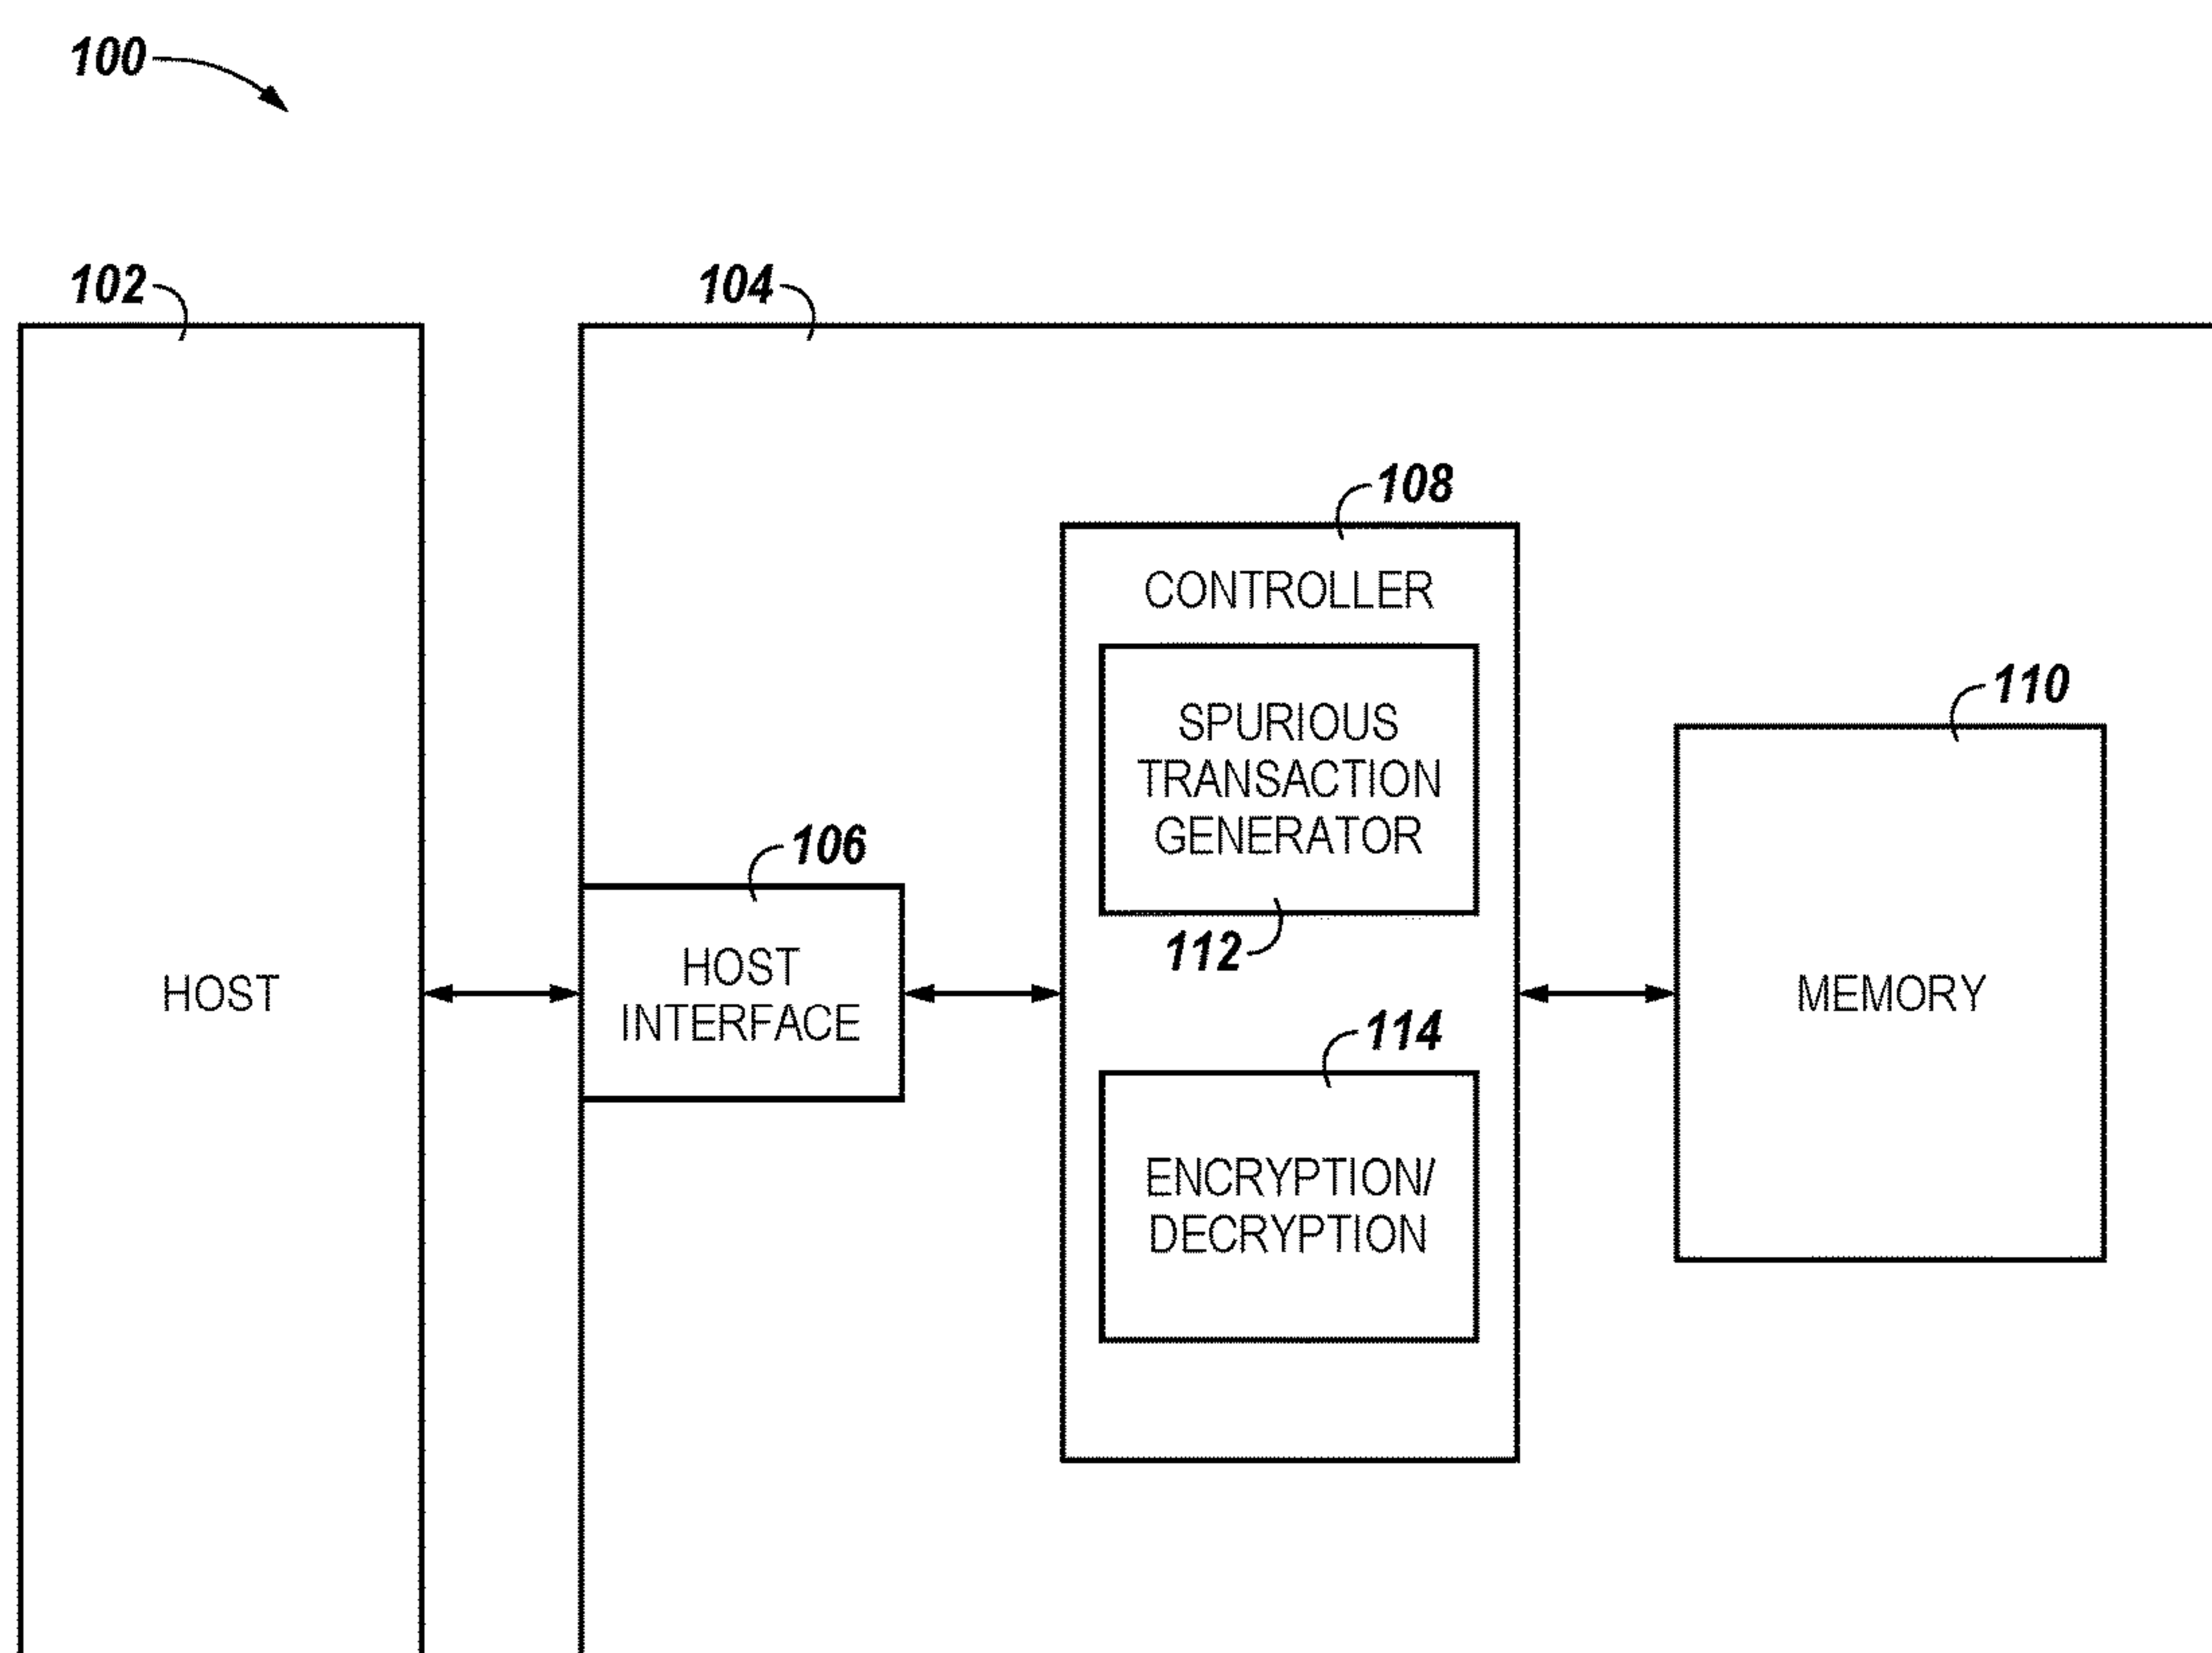 100
102
104
108
CONTROLLER
110
SPURIOUS
TRANSACTION
GENERATOR
106
112
HOST
HOST
INTERFACE
MEMORY
114
ENCRYPTION/
DECRYPTION